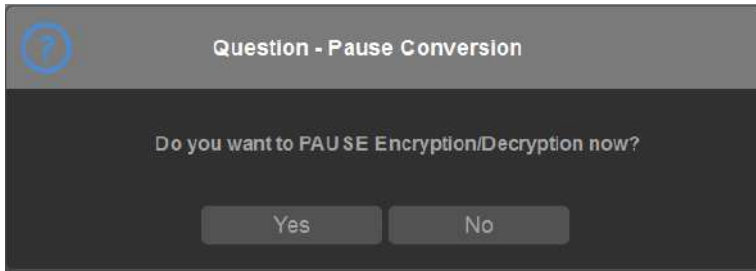 ?
Question - Pause Conversion
Do you want to PAUSE Encryption/Decryption now?
Yes
No